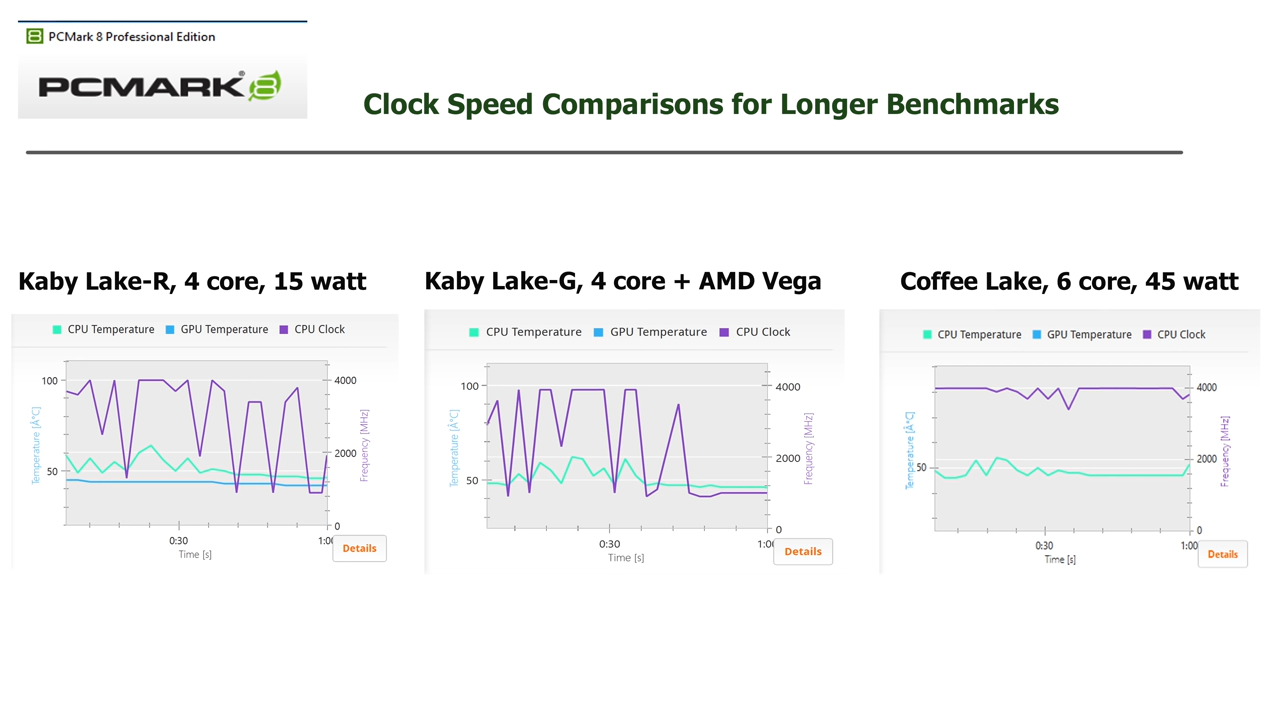 PCMark 8 Professional Edition
PCMARK® 8
Clock Speed Comparisons for Longer Benchmarks
Kaby Lake-R, 4 core, 15 watt
CPU Temperature GPU Temperature CPU Clock
100
50
Temperature [Â°C]
4000
2000
0
Frequency [MHz]
0:30
1:00
Time [s]
Details
Kaby Lake-G, 4 core + AMD Vega
CPU Temperature GPU Temperature CPU Clock
100
50
Temperature [Â°C]
4000
2000
0
Frequency [MHz]
0:30
1:00
Time [s]
Details
Coffee Lake, 6 core, 45 watt
CPU Temperature GPU Temperature CPU Clock
50
Temperature [Â°C]
4000
2000
0
Frequency [MHz]
0:30
1:00
Time [s]
Details